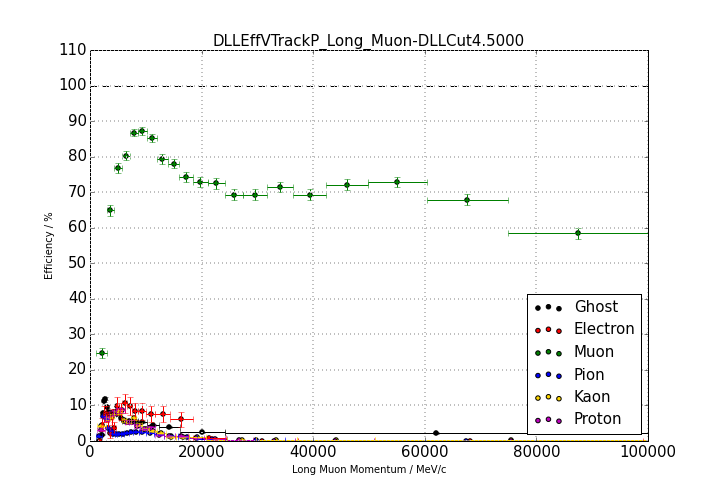 DLLEffVTrackP_Long_Muon-DLLCut4.5000
110
100
90
80
70
60
50
40
30
20
10
0
Efficiency / %
Ghost
Electron
Muon
Pion
Kaon
Proton
0 20000 40000 60000 80000 100000
Long Muon Momentum / MeV/c